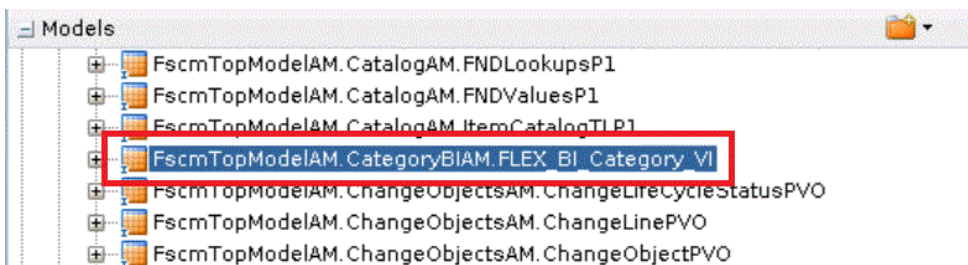 Models
FscmTopModelAM.CatalogAM.FNDLookupsP1
FscmTopModelAM.CatalogAM.FNDValuesP1
FscmTopModelAM.CatalogAM.ItemCatalogTLP1
FscmTopModelAM.CategoryBIAM.FLEX_BI_Category_VI
FscmTopModelAM.ChangeObjectsAM.ChangeLifeCycleStatusPVO
FscmTopModelAM.ChangeObjectsAM.ChangeLinePVO
FscmTopModelAM.ChangeObjectsAM.ChangeObjectPVO